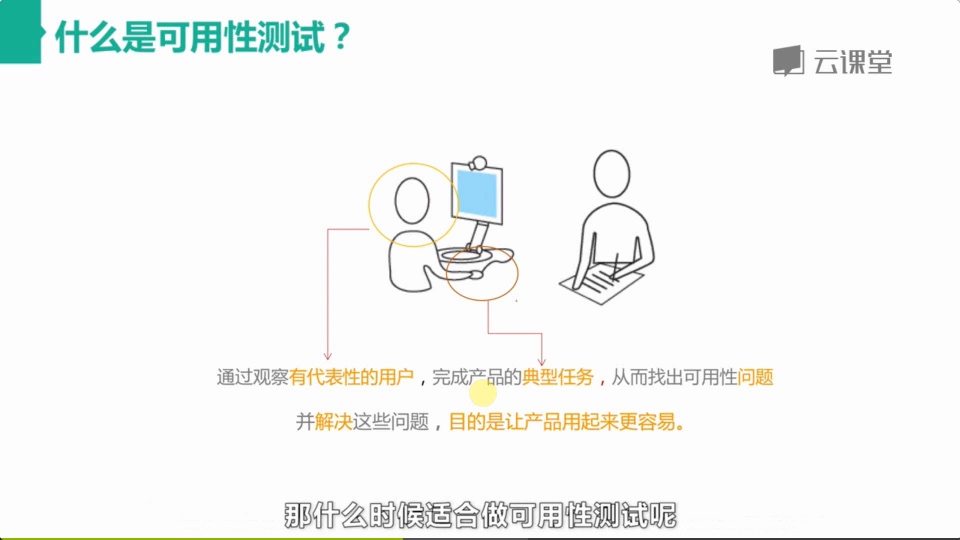 什么是可用性测试？
云课堂
通过观察有代表性的用户，完成产品的典型任务，从而找出可用性问题
并解决这些问题，目的是让产品用起来更容易。
那什么时候适合做可用性测试呢